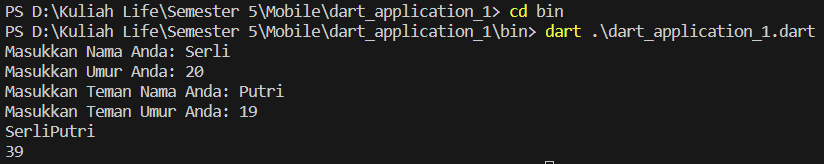 PS D:\Kuliah Life\Semester 5\Mobile\dart_application_1> cd bin
PS D:\Kuliah Life\Semester 5\Mobile\dart_application_1\bin> dart .\dart_application_1.dart
Masukkan Nama Anda: Serli
Masukkan Umur Anda: 20
Masukkan Teman Nama Anda: Putri
Masukkan Teman Umur Anda: 19
SerliPutri
39